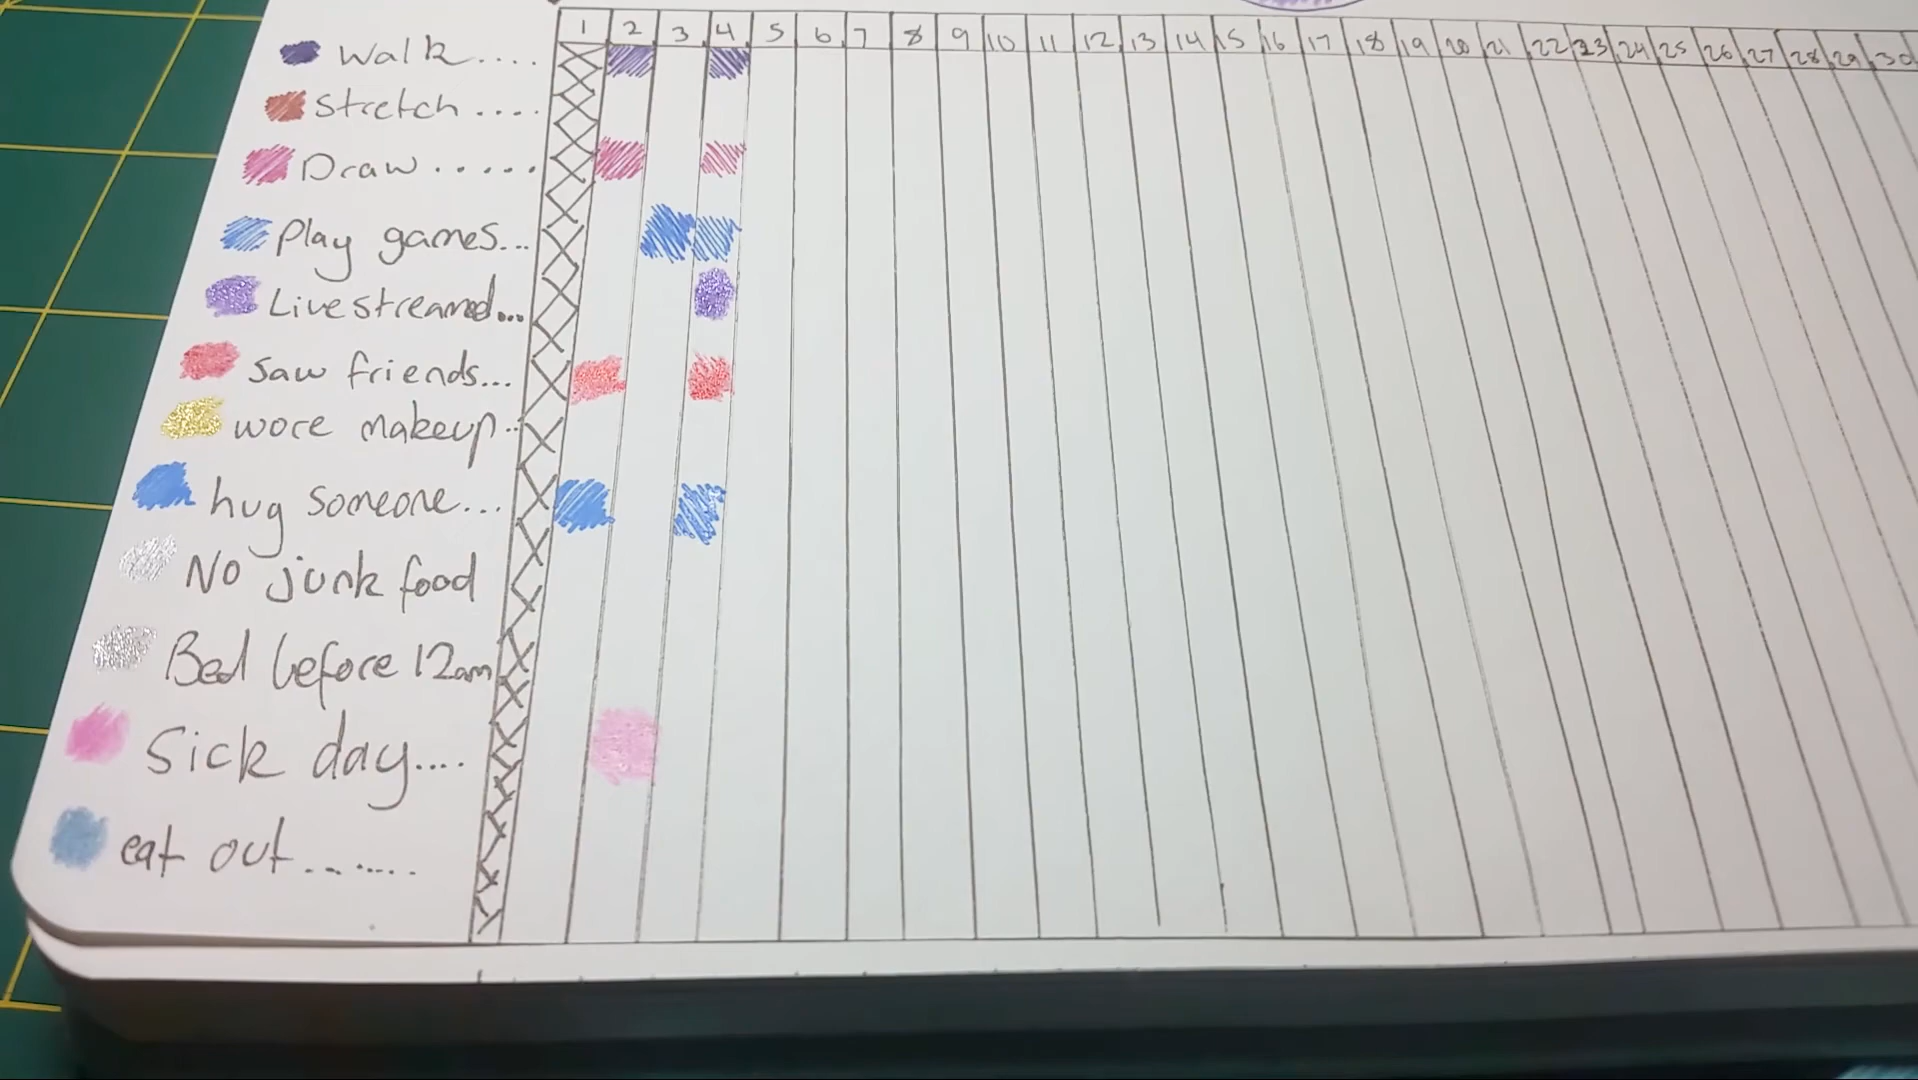 1 2 3 4 5 6 7 8 9 10 11 12 13 14 15 16 17 18 19 20 21 22 23 24 25 26 27 28 29 30
Walk....
Stretch....
Draw.....
Play games...
Livestreamed...
Saw friends...
wore makeup...
hug someone...
No junk food
Bed before 12am
Sick day....
eat out.......